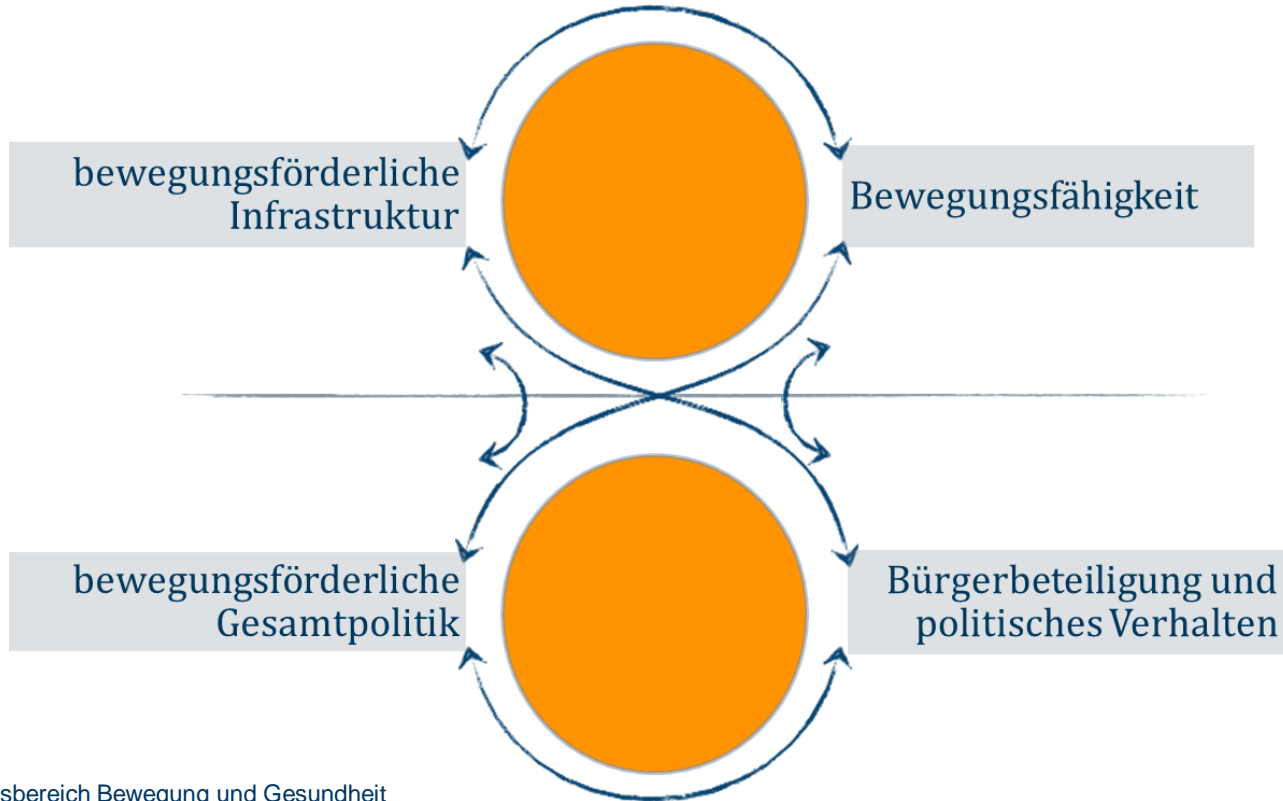 bewegungsförderliche
Infrastruktur
Bewegungsfähigkeit
bewegungsförderliche
Gesamtpolitik
Bürgerbeteiligung und
politisches Verhalten
Bewegung und Gesundheit